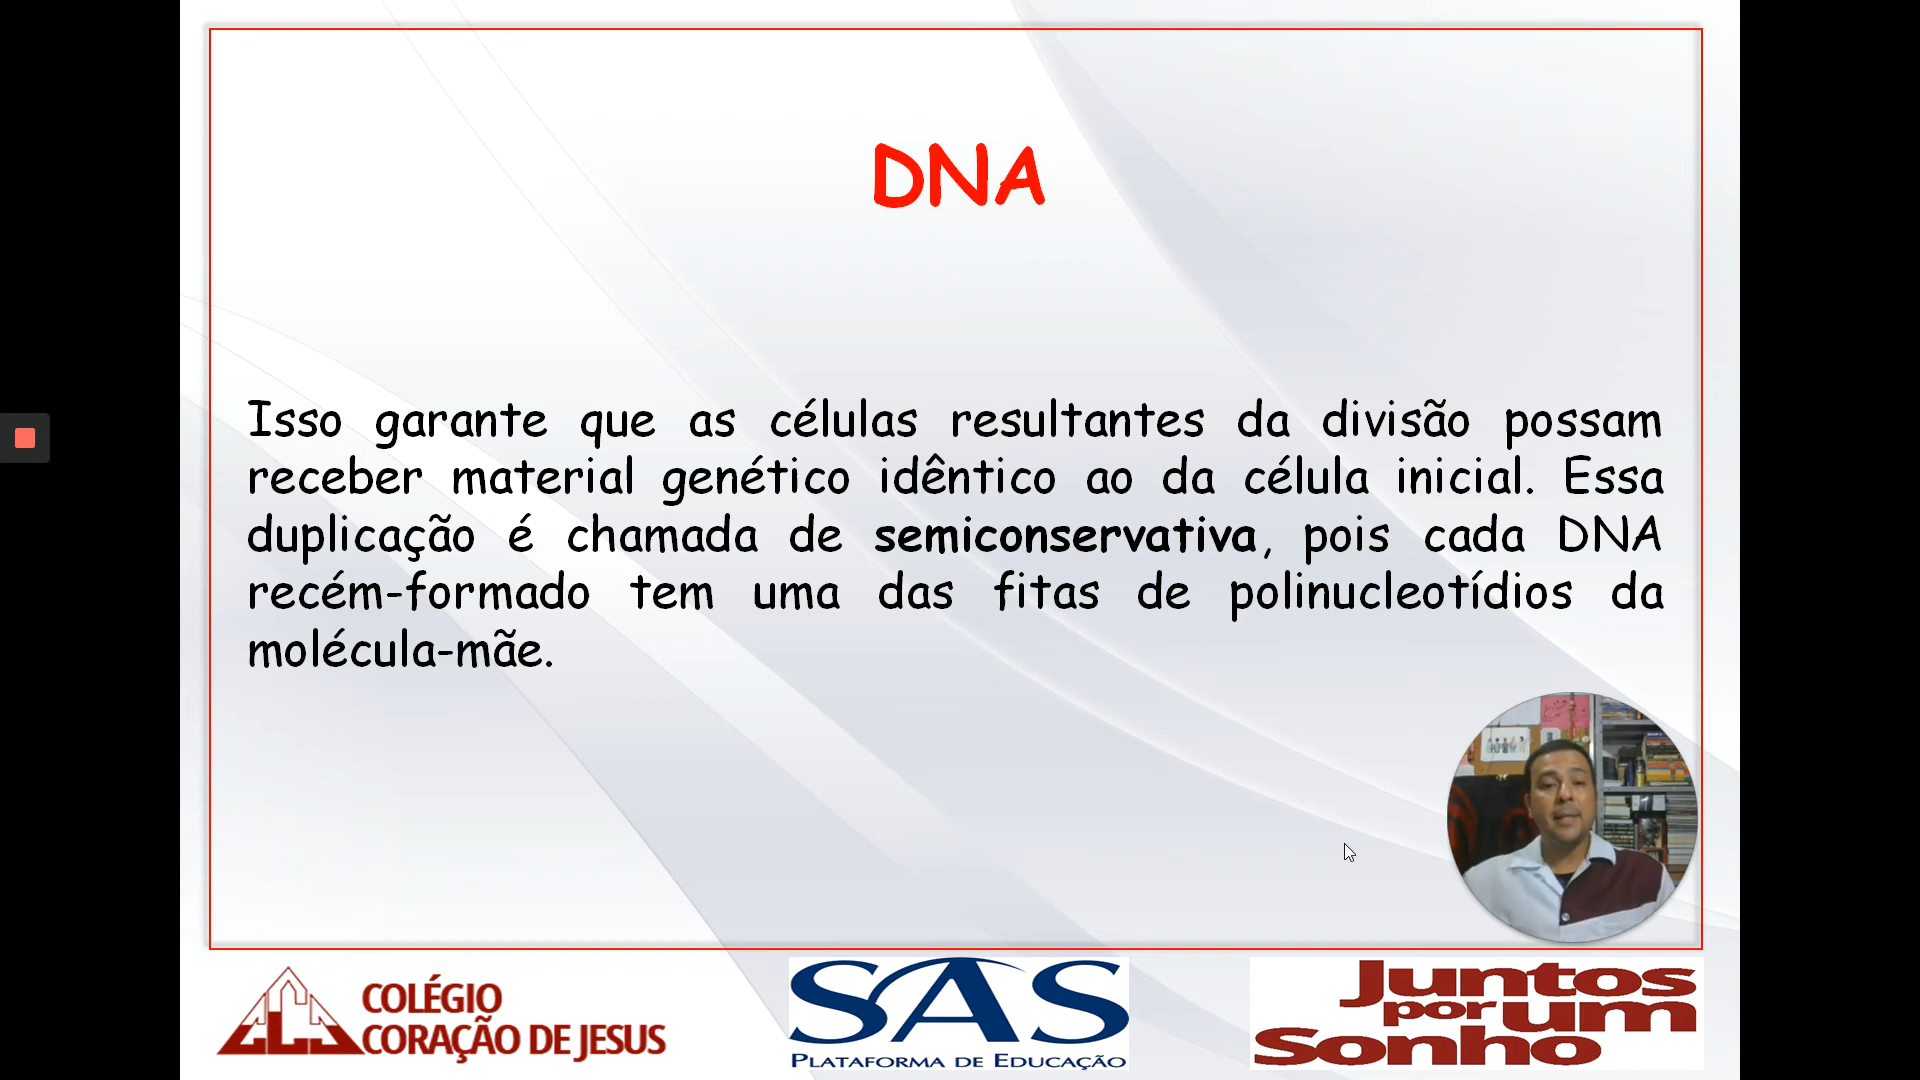 DNA
Isso garante que as células resultantes da divisão possam
receber material genético idêntico ao da célula inicial. Essa
duplicação é chamada de semiconservativa, pois cada DNA
recém-formado tem uma das fitas de polinucleotídios da
molécula-mãe.
COLÉGIO
CORAÇÃO DE JESUS
SAS
PLATAFORMA DE EDUCAÇÃO
Juntos
por um
Sonho